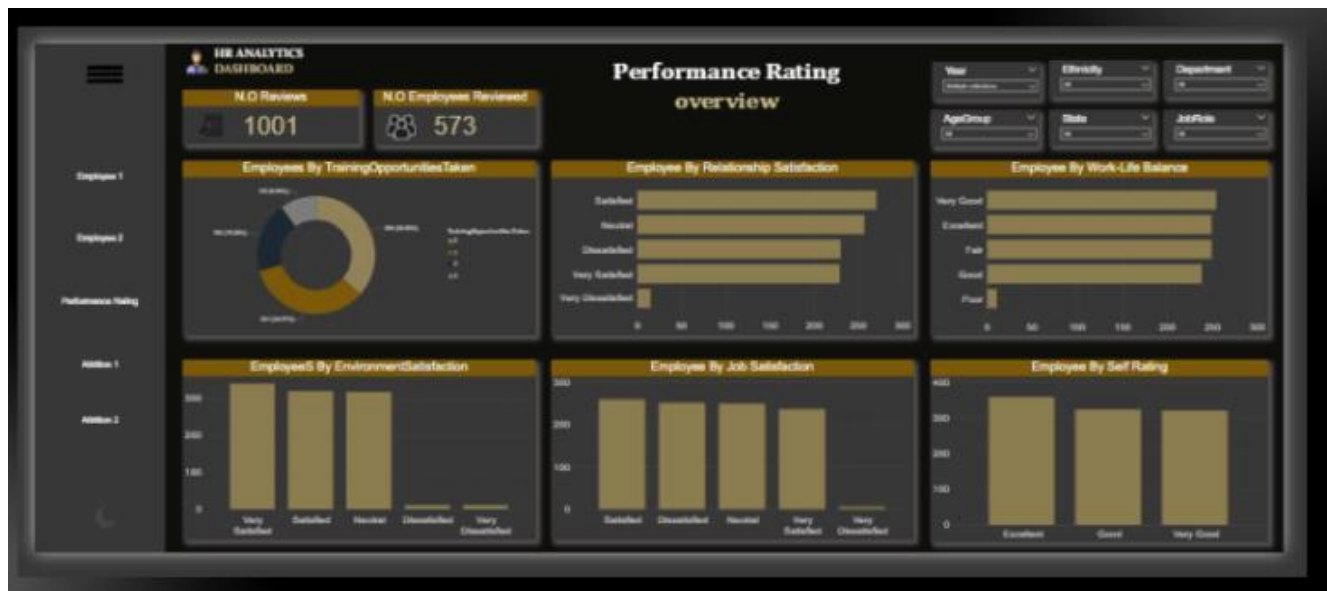 HR ANALYTICS
DASHBOARD
Performance Rating
overview
N.O Reviews
1001
N.O Employees Reviewed
573
Year
Ethnicity
Department
AgeGroup
State
JobRole
Employee 1
Employee 2
Performance Rating
Attrition 1
Attrition 2
Employees By TrainingOpportunitiesTaken
TrainingOpportunitiesTaken
Employee By Relationship Satisfaction
Satisfied
Neutral
Dissatisfied
Very Satisfied
Very Dissatisfied
0 50 100 150 200 250 300
Employee By Work-Life Balance
Very Good
Excellent
Fair
Good
Poor
0 50 100 150 200 250 300
EmployeeS By EnvironmentSatisfaction
300
200
100
0
Very Satisfied
Satisfied
Neutral
Dissatisfied
Very Dissatisfied
Employee By Job Satisfaction
300
200
100
0
Satisfied
Dissatisfied
Neutral
Very Satisfied
Very Dissatisfied
Employee By Self Rating
400
300
200
100
0
Excellent
Good
Very Good